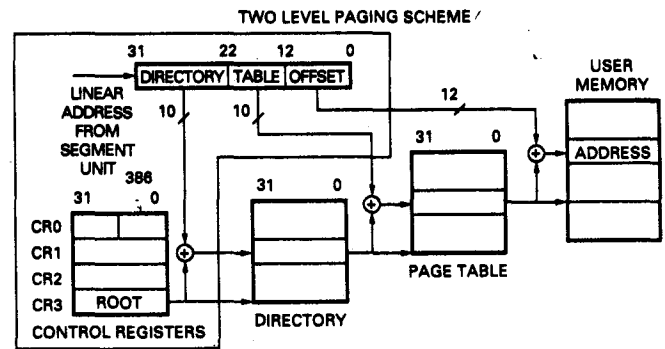 TWO LEVEL PAGING SCHEME
31 22 12 0
DIRECTORY TABLE OFFSET
LINEAR
ADDRESS
FROM
SEGMENT
UNIT
10
10
12
USER
MEMORY
ADDRESS
386
31 0
CR0
CR1
CR2
CR3 ROOT
CONTROL REGISTERS
31 0
DIRECTORY
31 0
PAGE TABLE